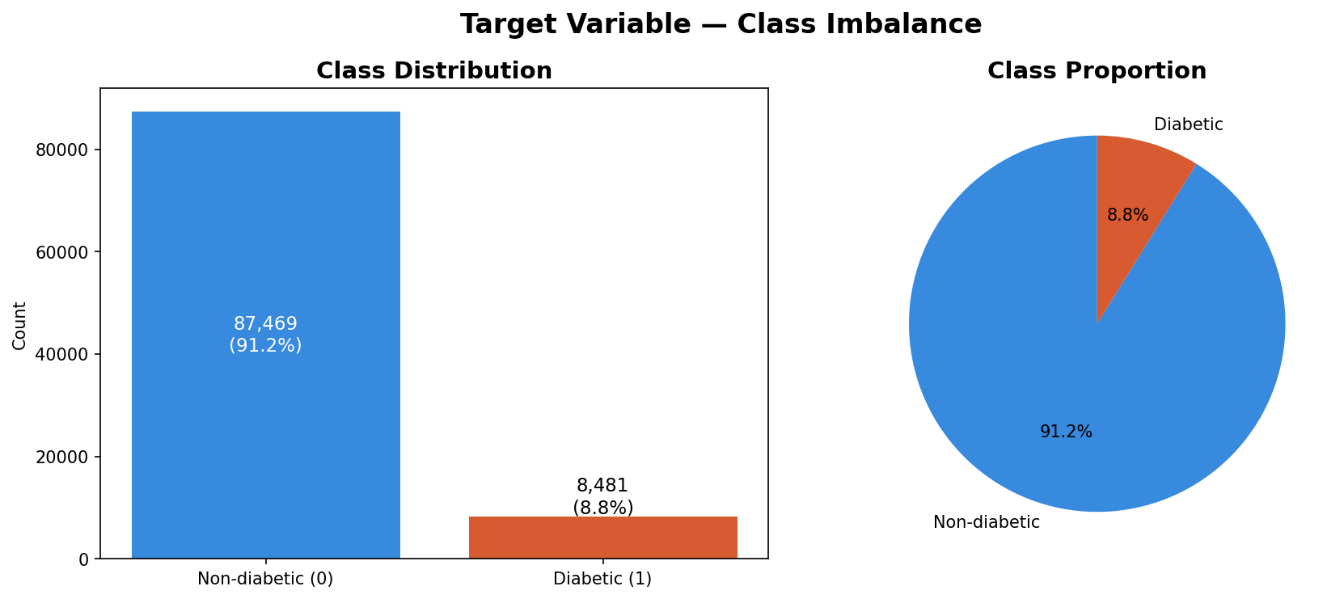 Target Variable — Class Imbalance
Class Distribution
Count
80000
60000
40000
20000
0
87,469
(91.2%)
8,481
(8.8%)
Non-diabetic (0)
Diabetic (1)
Class Proportion
Diabetic
8.8%
91.2%
Non-diabetic